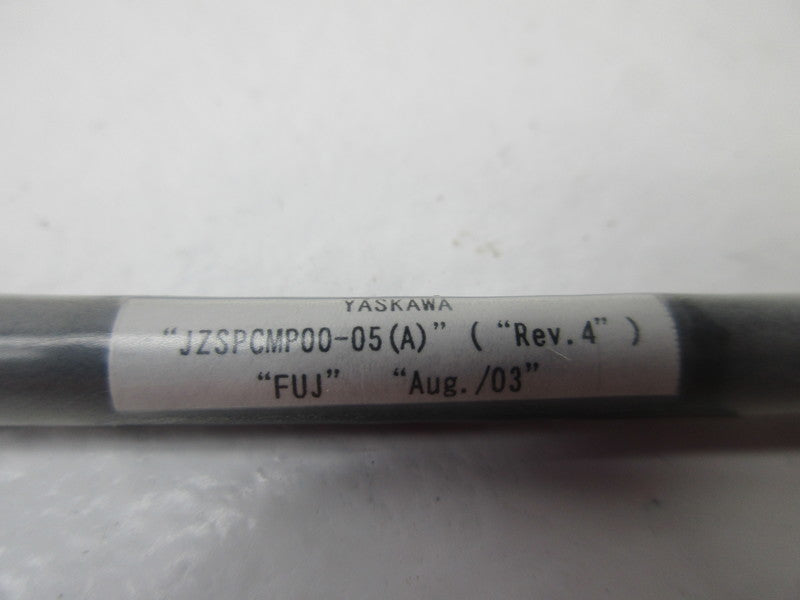 YASKAWA
“JZSPCMP00-05(A)” ( “Rev.4” )
“FUJ” “Aug./03”